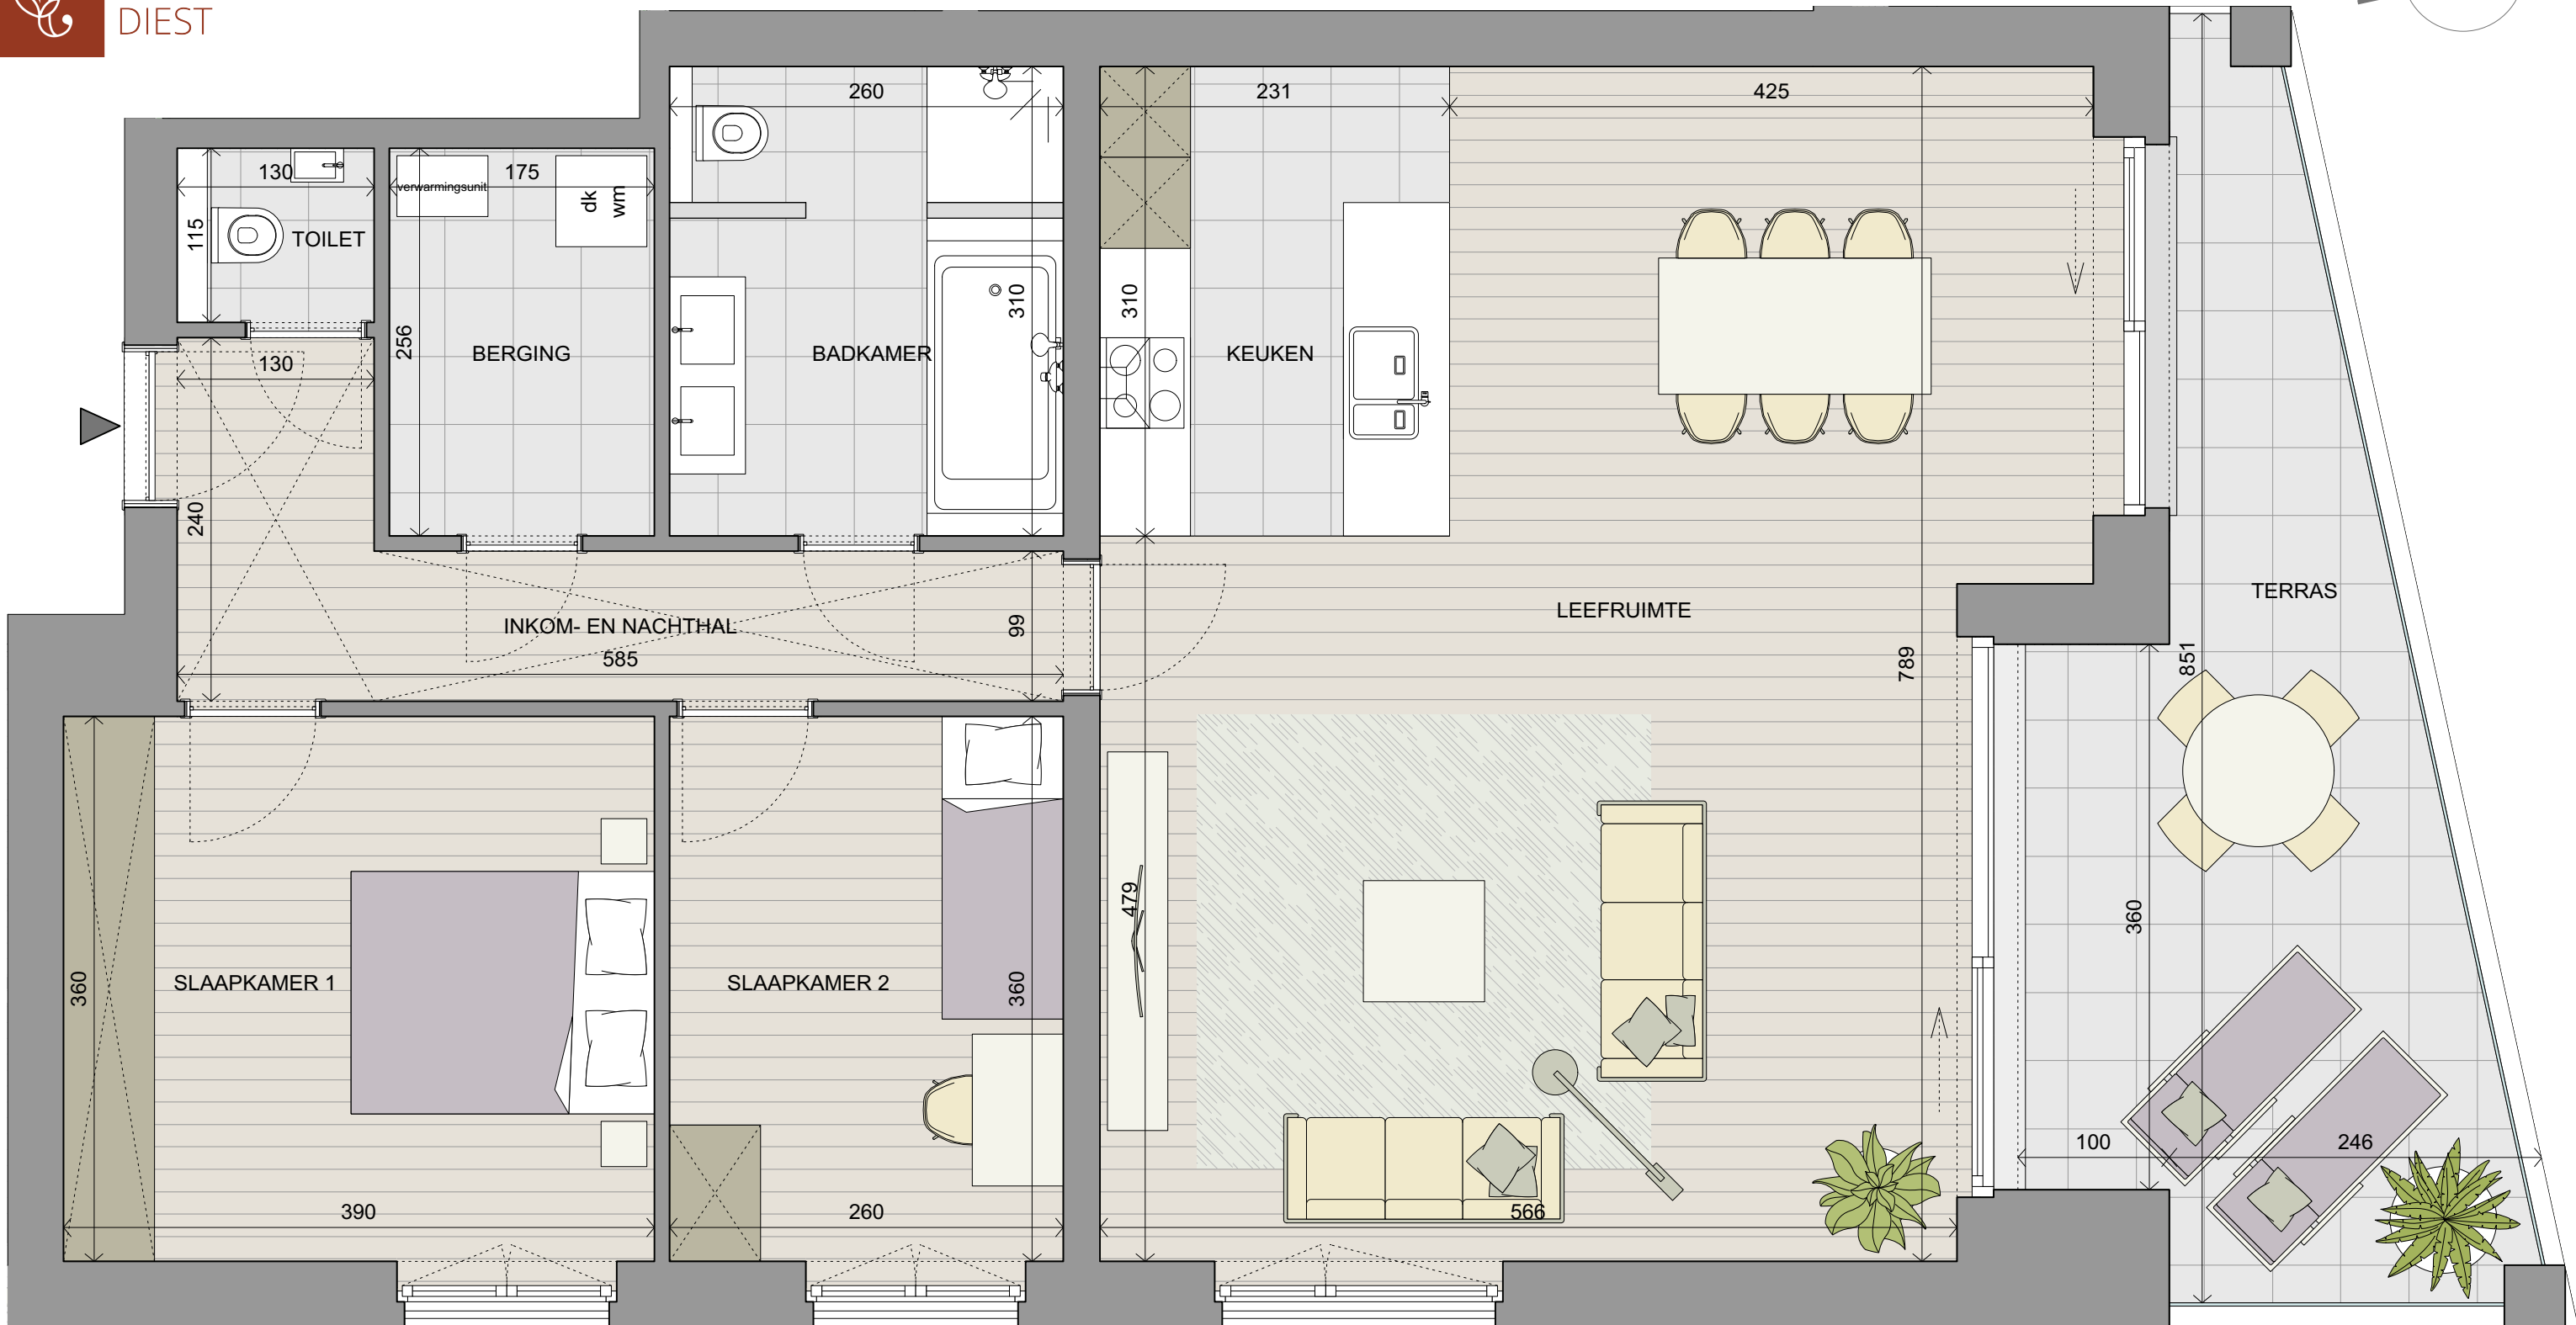 DIEST
260
231
425
130
verwarmingsunit
175
dk
wm
115
TOILET
310
310
256
BERGING
BADKAMER
KEUKEN
130
240
TERRAS
LEEFRUIMTE
INKOM- EN NACHTHAL
99
585
789
851
479
360
360
SLAAPKAMER 1
SLAAPKAMER 2
360
100
246
390
260
566